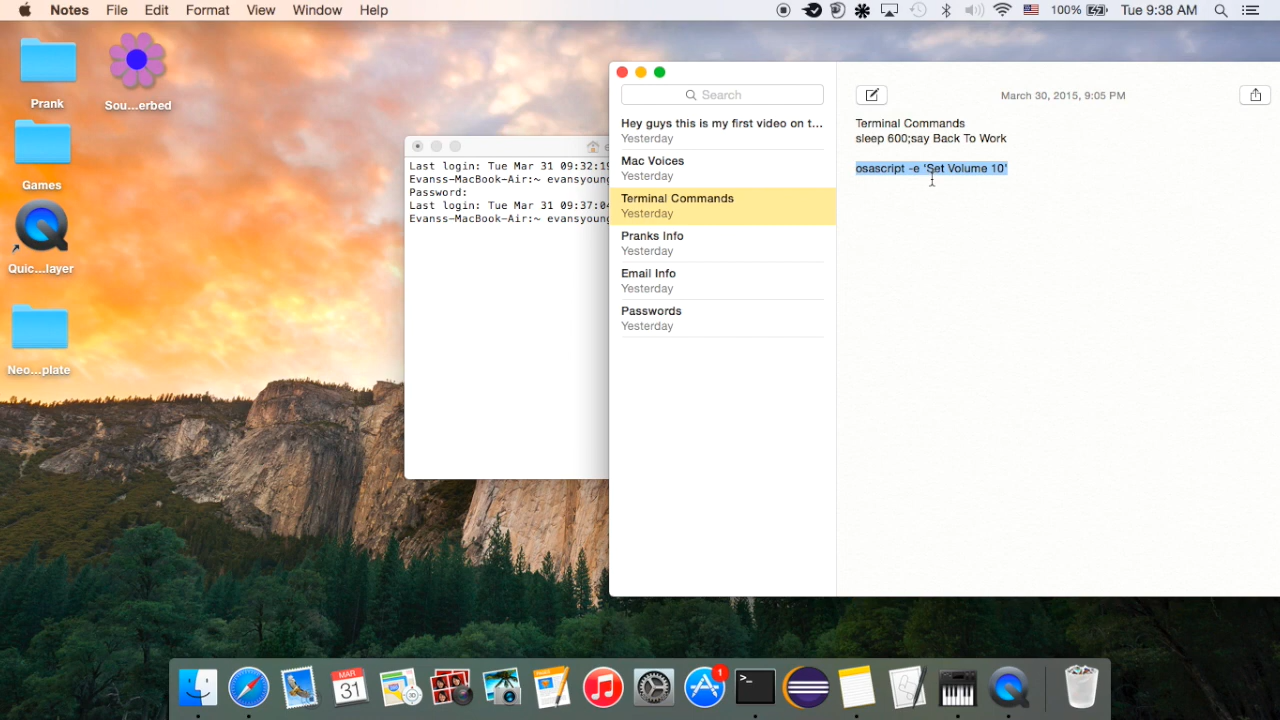 Notes File Edit Format View Window Help 100% Tue 9:38 AM
Prank
Sou...erbed
Games
Quic...layer
Neo...plate
Last login: Tue Mar 31 09:32:19
Evanss-MacBook-Air:~ evansyoung
Password:
Last login: Tue Mar 31 09:37:04
Evanss-MacBook-Air:~ evansyoung
Search
Hey guys this is my first video on t...
Yesterday
Mac Voices
Yesterday
Terminal Commands
Yesterday
Pranks Info
Yesterday
Email Info
Yesterday
Passwords
Yesterday
March 30, 2015, 9:05 PM
Terminal Commands
sleep 600;say Back To Work
osascript -e 'Set Volume 10'
MAR
31
3D
1
>_